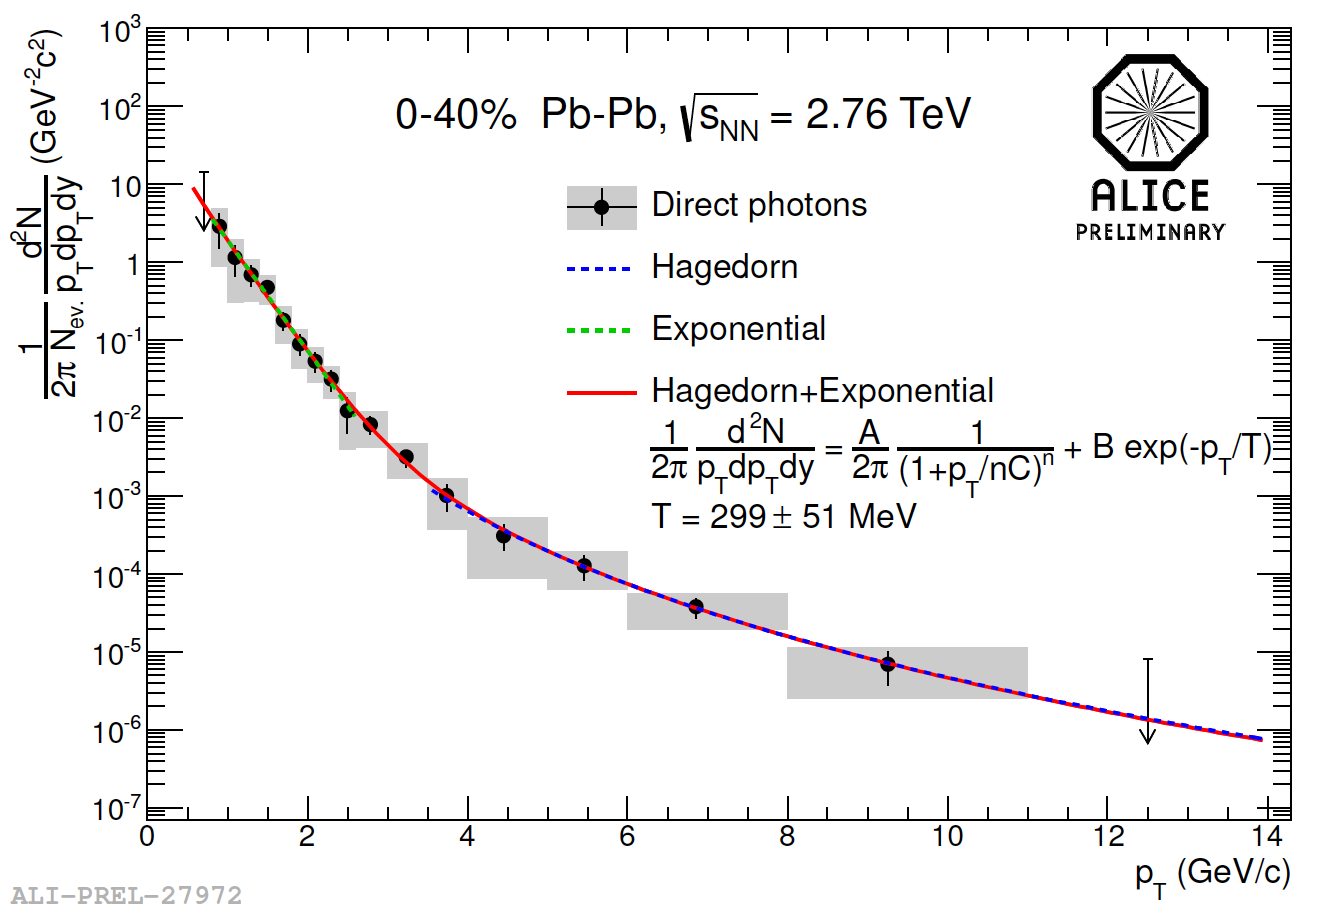 0-40% Pb-Pb, √sNN = 2.76 TeV
ALICE
PRELIMINARY
Direct photons
Hagedorn
Exponential
Hagedorn+Exponential
1/2π d²N/pTdpTdy = A/2π 1/(1+pT/nC)ⁿ + B exp(-pT/T)
T = 299 ± 51 MeV
1/2π Nev. d²N/pTdpTdy (GeV⁻²c²)
10³
10²
10
1
10⁻¹
10⁻²
10⁻³
10⁻⁴
10⁻⁵
10⁻⁶
10⁻⁷
0 2 4 6 8 10 12 14
pT (GeV/c)
ALI-PREL-27972